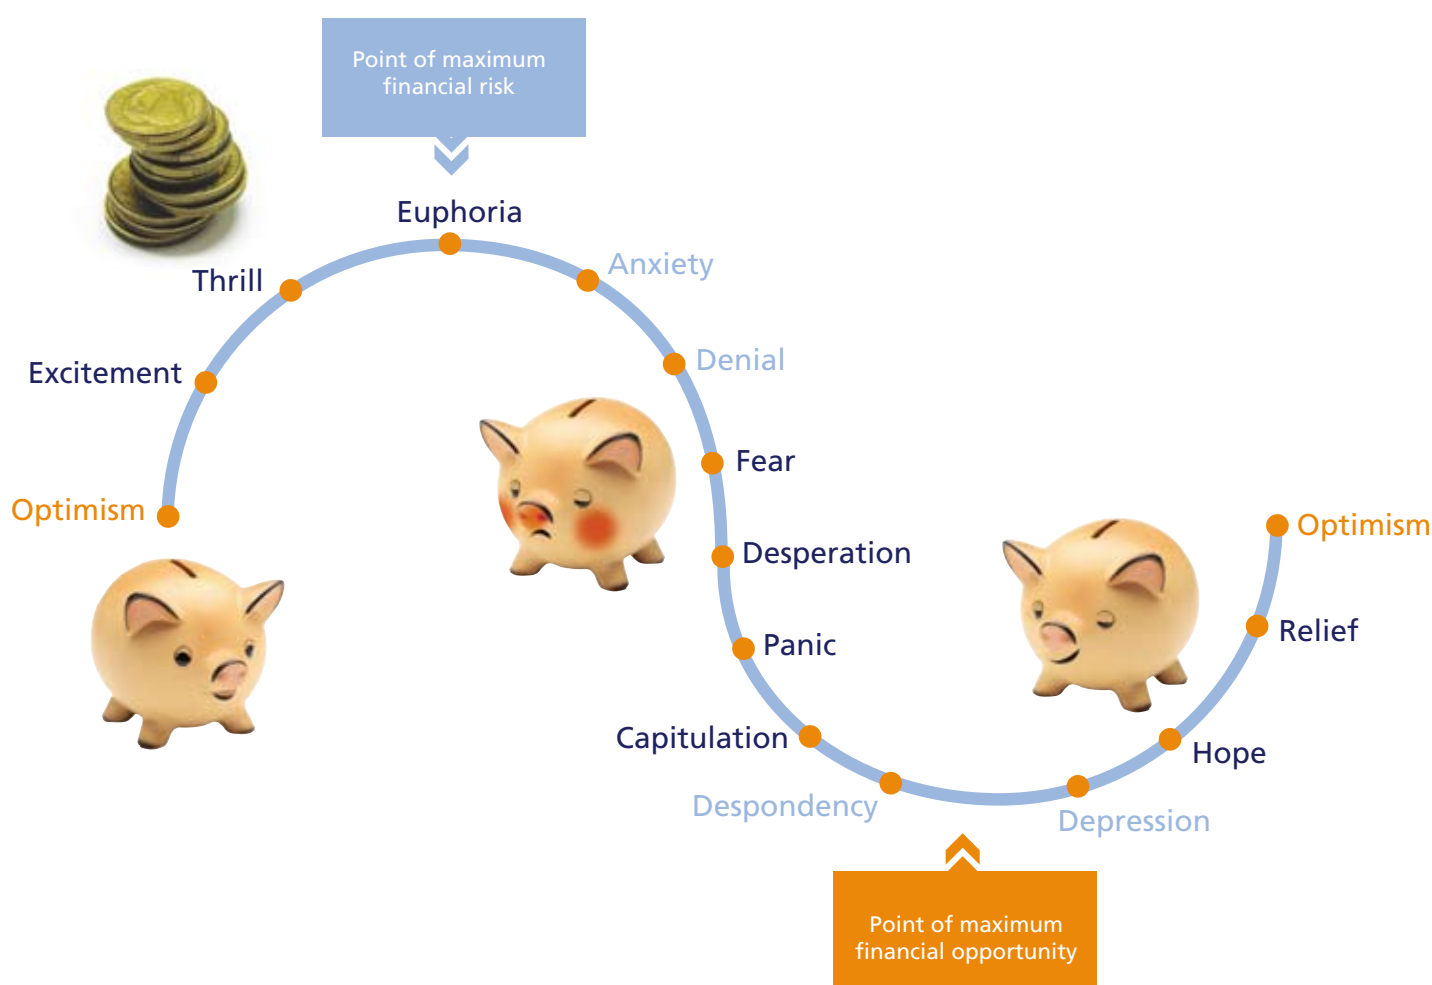 Point of maximum
financial risk
Euphoria
Anxiety
Thrill
Denial
Excitement
Fear
Optimism
Optimism
Desperation
Relief
Panic
Capitulation
Hope
Despondency
Depression
Point of maximum
financial opportunity